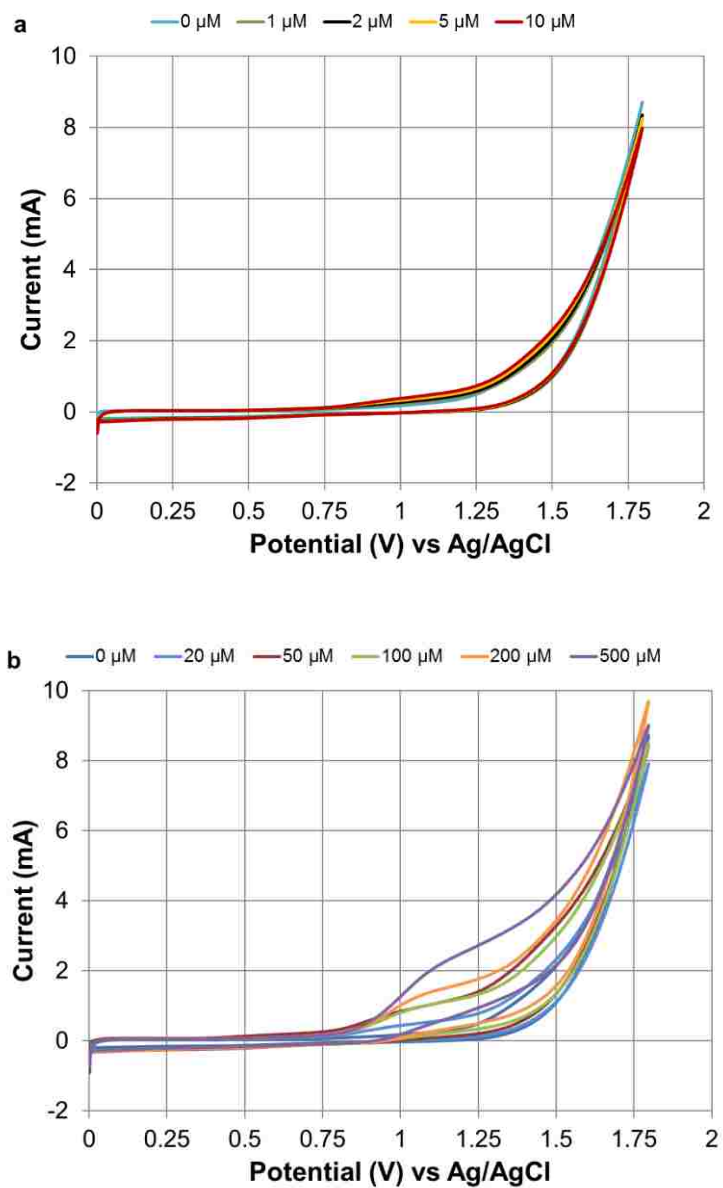 a
0 µM 1 µM 2 µM 5 µM 10 µM
10
8
6
4
2
0
-2
0 0.25 0.5 0.75 1 1.25 1.5 1.75 2
Current (mA)
Potential (V) vs Ag/AgCl
b
0 µM 20 µM 50 µM 100 µM 200 µM 500 µM
10
8
6
4
2
0
-2
0 0.25 0.5 0.75 1 1.25 1.5 1.75 2
Current (mA)
Potential (V) vs Ag/AgCl